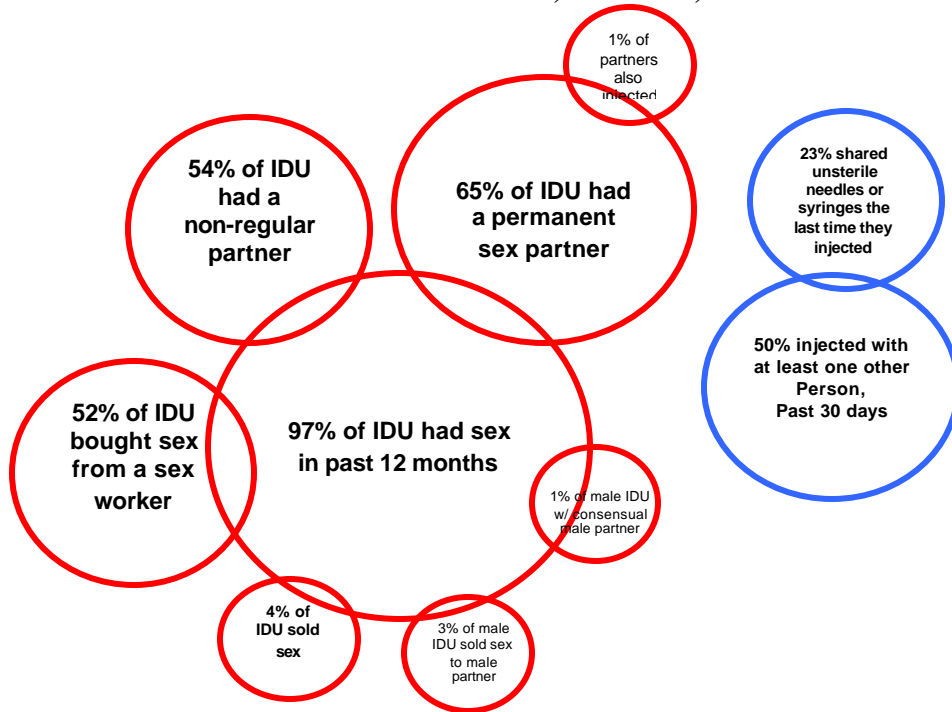 1% of
partners
also
injected
54% of IDU
had a
non-regular
partner
65% of IDU had
a permanent
sex partner
23% shared
unsterile
needles or
syringes the
last time they
injected
50% injected with
at least one other
Person,
Past 30 days
52% of IDU
bought sex
from a sex
worker
97% of IDU had sex
in past 12 months
1% of male IDU
w/ consensual
male partner
4% of
IDU sold
sex
3% of male
IDU sold sex
to male
partner